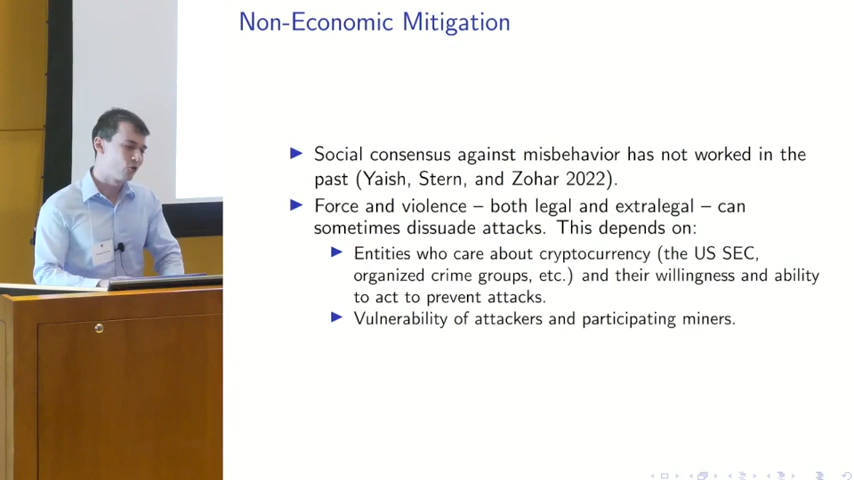 Non-Economic Mitigation
Social consensus against misbehavior has not worked in the
past (Yaish, Stern, and Zohar 2022).
Force and violence – both legal and extralegal – can
sometimes dissuade attacks. This depends on:
Entities who care about cryptocurrency (the US SEC,
organized crime groups, etc.) and their willingness and ability
to act to prevent attacks.
Vulnerability of attackers and participating miners.